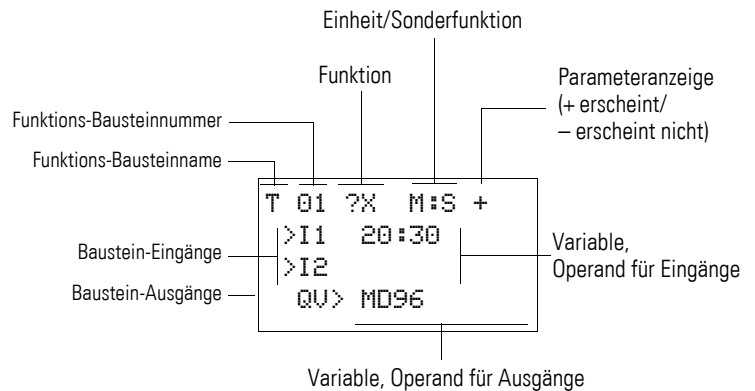 Einheit/Sonderfunktion
Funktion
Parameteranzeige
(+ erscheint/
– erscheint nicht)
Funktions-Bausteinnummer
Funktions-Bausteinname
T 01 ?X M:S +
>I1 20:30
>I2
QV> MD96
Baustein-Eingänge
Baustein-Ausgänge
Variable,
Operand für Eingänge
Variable, Operand für Ausgänge